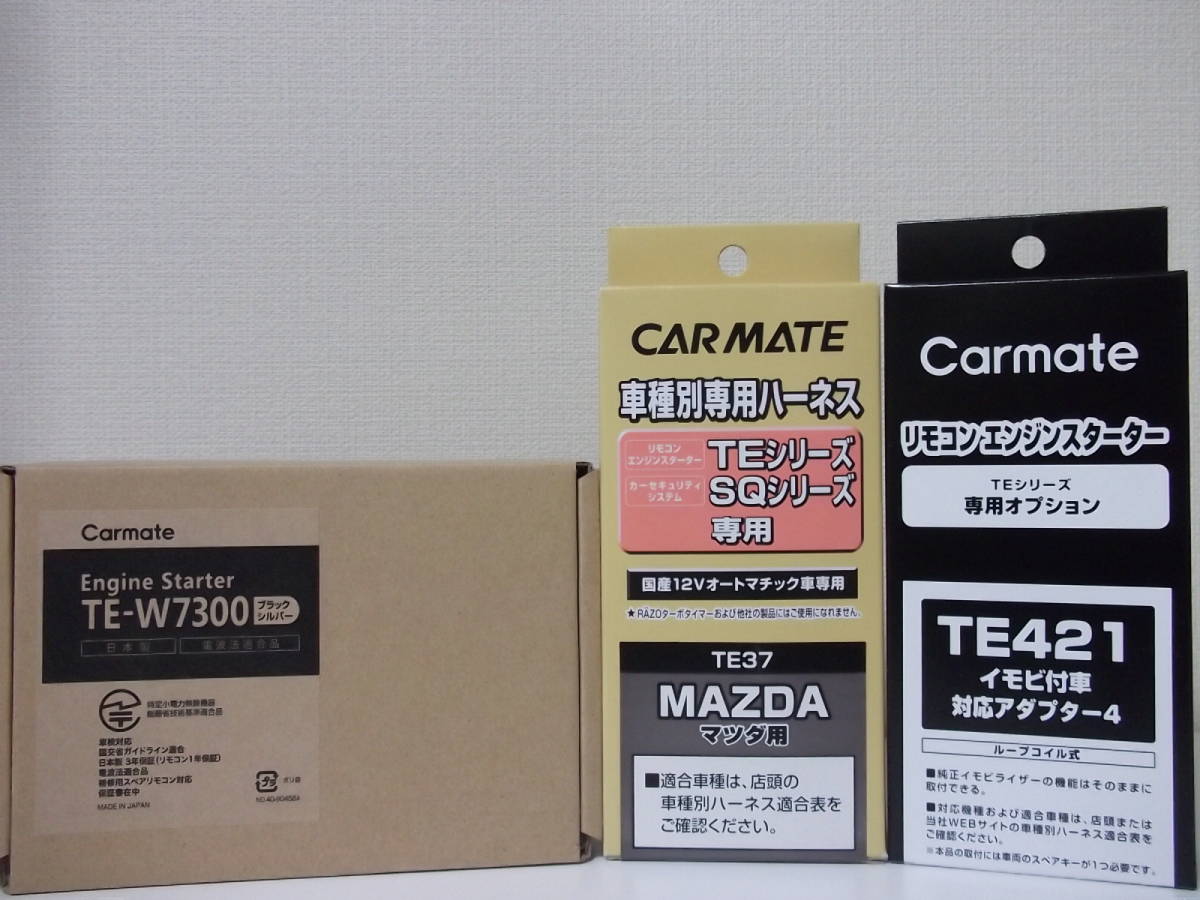 Carmate
Engine Starter
TE-W7300 ブラック シルバー
日本製 電波法適合品
特定小電力無線機器
総務省技術基準適合品
車検対応
国交省ガイドライン適合
日本製 3年保証(リモコン1年保証)
電波法適合品
補修用スペアリモコン対応
保証書在中
MADE IN JAPAN
ポリ袋
CARMATE
車種別専用ハーネス
リモコン
エンジンスターター
TEシリーズ
カーセキュリティ
システム
SQシリーズ
専用
国産12Vオートマチック車専用
★RAZOターボタイマーおよび他社の製品にはご使用になれません。
TE37
MAZDA
マツダ用
■適合車種は、店頭の
車種別ハーネス適合表を
ご確認ください。
Carmate
リモコンエンジンスターター
TEシリーズ
専用オプション
TE421
イモビ付車
対応アダプター4
ループコイル式
■純正イモビライザーの機能はそのままに
取付できる。
■対応機種および適合車種は、店頭または
当社WEBサイトの車種別ハーネス適合表を
ご確認ください。
※本品の取付には車両のスペアキーが1つ必要です。